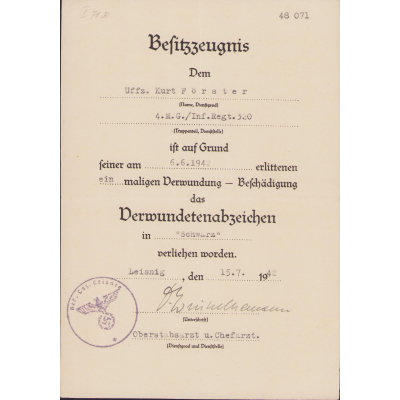 48 071
Besitzzeugnis
Dem
Uffz. Kurt Förster
(Name, Dienstgrad)
4.M.G./Inf.Regt.320
(Truppenteil, Dienststelle)
ist auf Grund
seiner am 6.6.1942 erlittenen
ein maligen Verwundung – Beschädigung
das
Verwundetenabzeichen
in "Schwarz"
verliehen worden.
Leisnig, den 15.7. 1942
(Unterschrift)
Oberstabsarzt u. Chefarzt.
(Dienstgrad und Dienststelle)